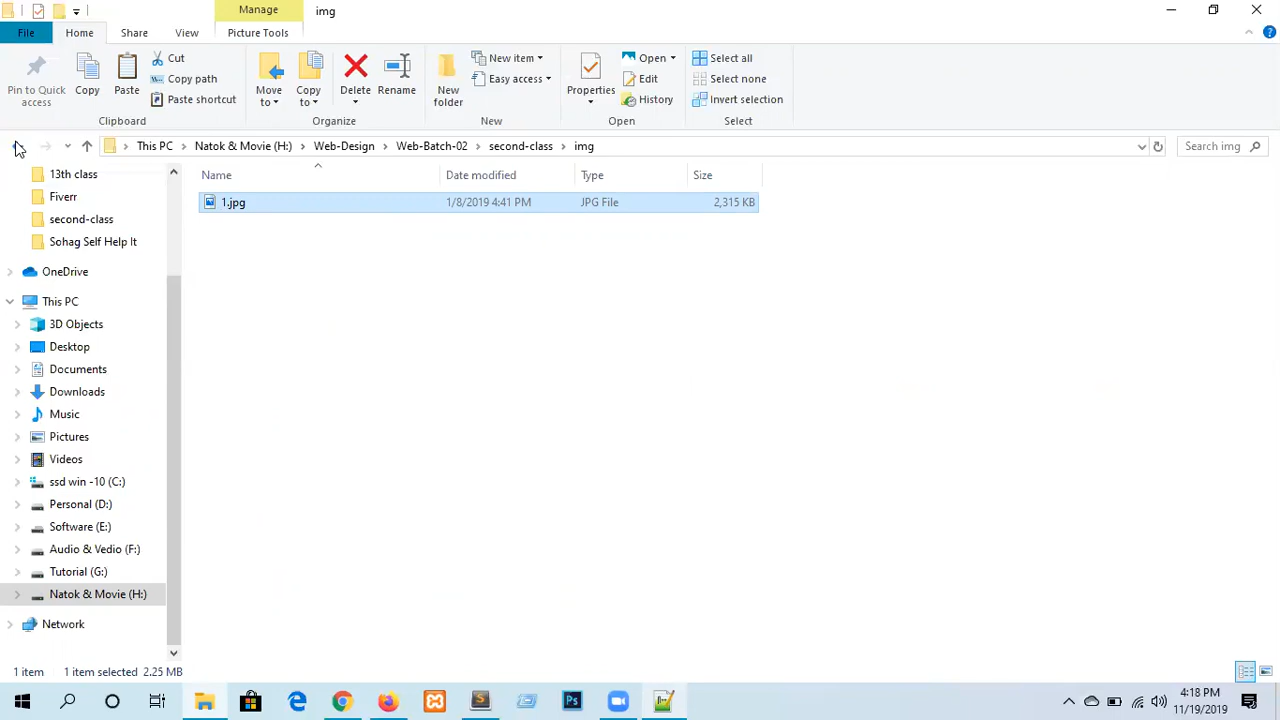 Manage
img
File
Home
Share
View
Picture Tools
Pin to Quick access
Copy
Paste
Cut
Copy path
Paste shortcut
Clipboard
Move to
Copy to
Delete
Rename
Organize
New folder
New item
Easy access
New
Properties
Open
Edit
History
Open
Select all
Select none
Invert selection
Select
This PC
Natok & Movie (H:)
Web-Design
Web-Batch-02
second-class
img
Search img
13th class
Fiverr
second-class
Sohag Self Help It
OneDrive
This PC
3D Objects
Desktop
Documents
Downloads
Music
Pictures
Videos
ssd win -10 (C:)
Personal (D:)
Software (E:)
Audio & Vedio (F:)
Tutorial (G:)
Natok & Movie (H:)
Network
Name
Date modified
Type
Size
1.jpg
1/8/2019 4:41 PM
JPG File
2,315 KB
1 item
1 item selected
2.25 MB
Ps
4:18 PM
11/19/2019